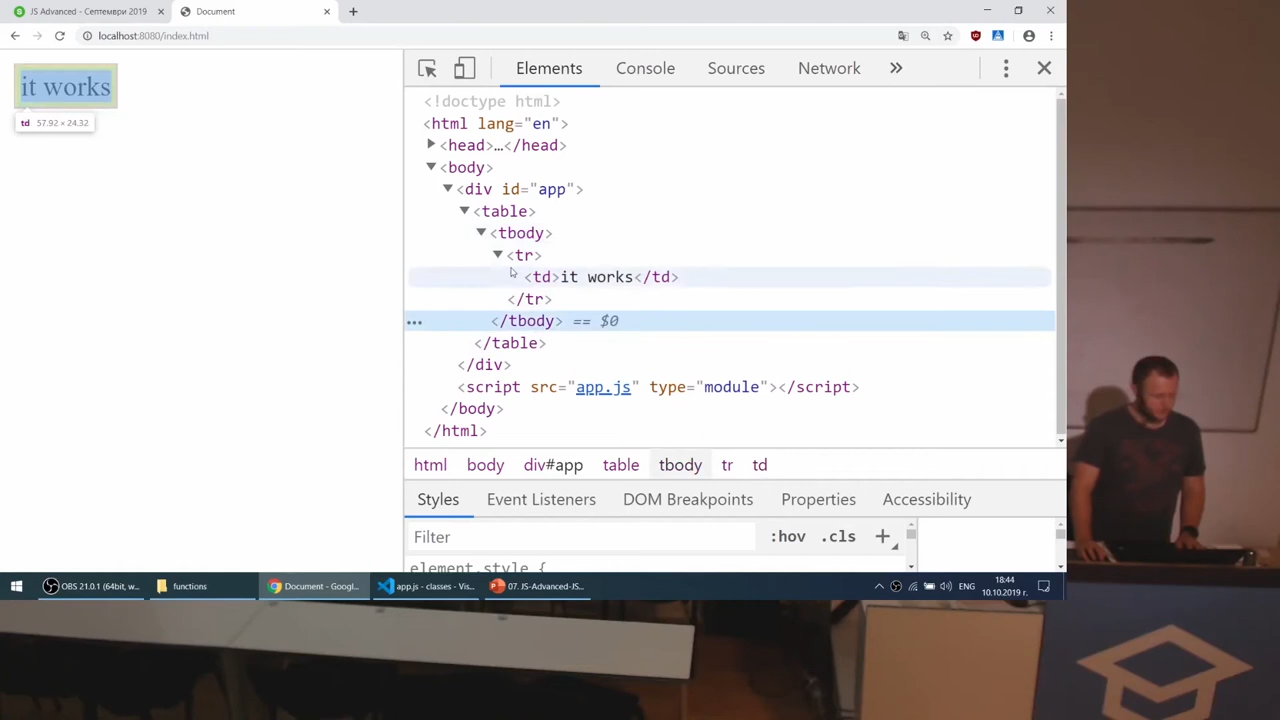 JS Advanced - Септември 2019
Document
localhost:8080/index.html
it works
td 57.92 × 24.32
Elements
Console
Sources
Network
<!doctype html>
<html lang="en">
<head>…</head>
<body>
<div id="app">
<table>
<tbody>
<tr>
<td>it works</td>
</tr>
</tbody> == $0
</table>
</div>
<script src="app.js" type="module"></script>
</body>
</html>
html body div#app table tbody tr td
Styles Event Listeners DOM Breakpoints Properties Accessibility
Filter
:hov .cls
element.style {
OBS 21.0.1 (64bit, w...
functions
Document - Googl...
app.js - classes - Vis...
07. JS-Advanced-JS...
ЕНГ
18:44
10.10.2019 г.